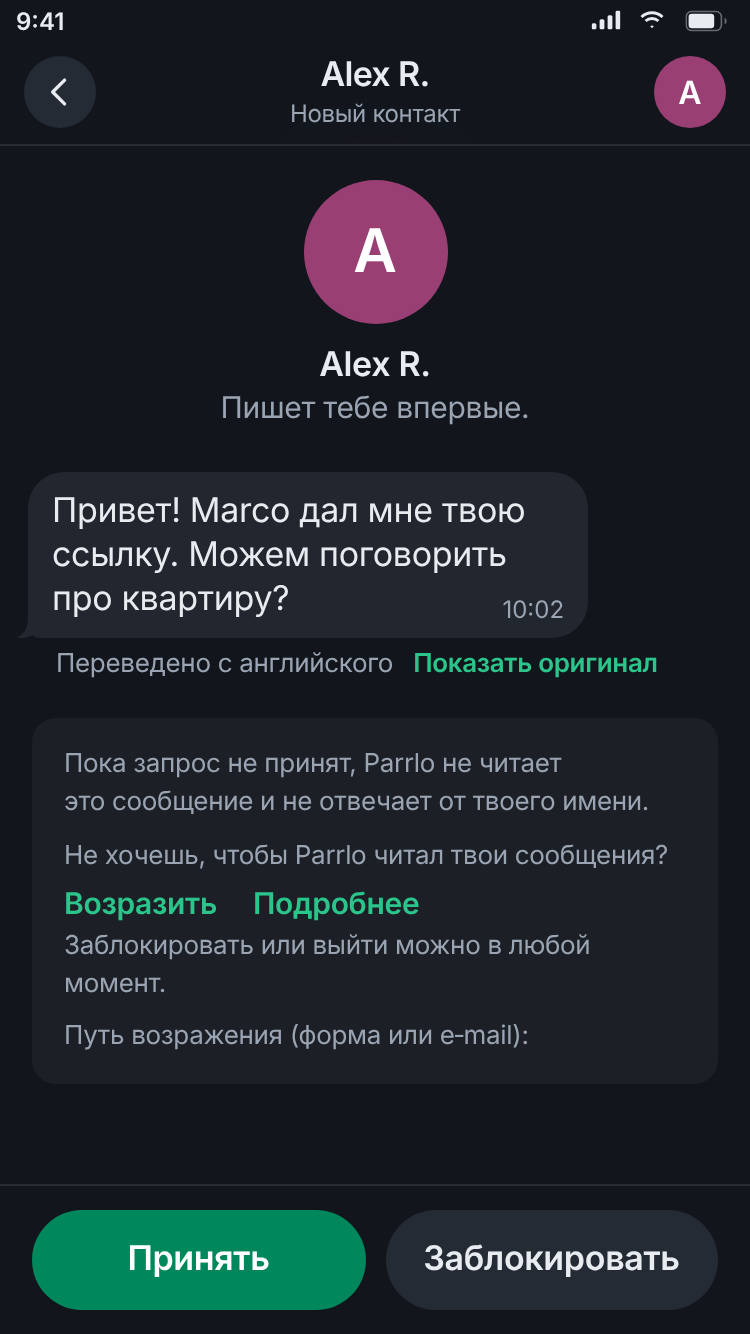 9:41
Alex R.
Новый контакт
A
A
Alex R.
Пишет тебе впервые.
Привет! Marco дал мне твою
ссылку. Можем поговорить
про квартиру?
10:02
Переведено с английского Показать оригинал
Пока запрос не принят, Parrlo не читает
это сообщение и не отвечает от твоего имени.
Не хочешь, чтобы Parrlo читал твои сообщения?
Возразить Подробнее
Заблокировать или выйти можно в любой
момент.
Путь возражения (форма или e-mail):
Принять Заблокировать